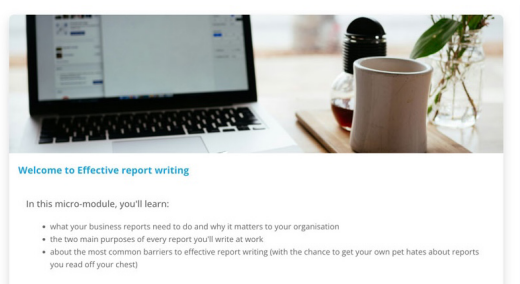 Welcome to Effective report writing
In this micro-module, you'll learn:
• what your business reports need to do and why it matters to your organisation
• the two main purposes of every report you'll write at work
• about the most common barriers to effective report writing (with the chance to get your own pet hates about reports
you read off your chest)